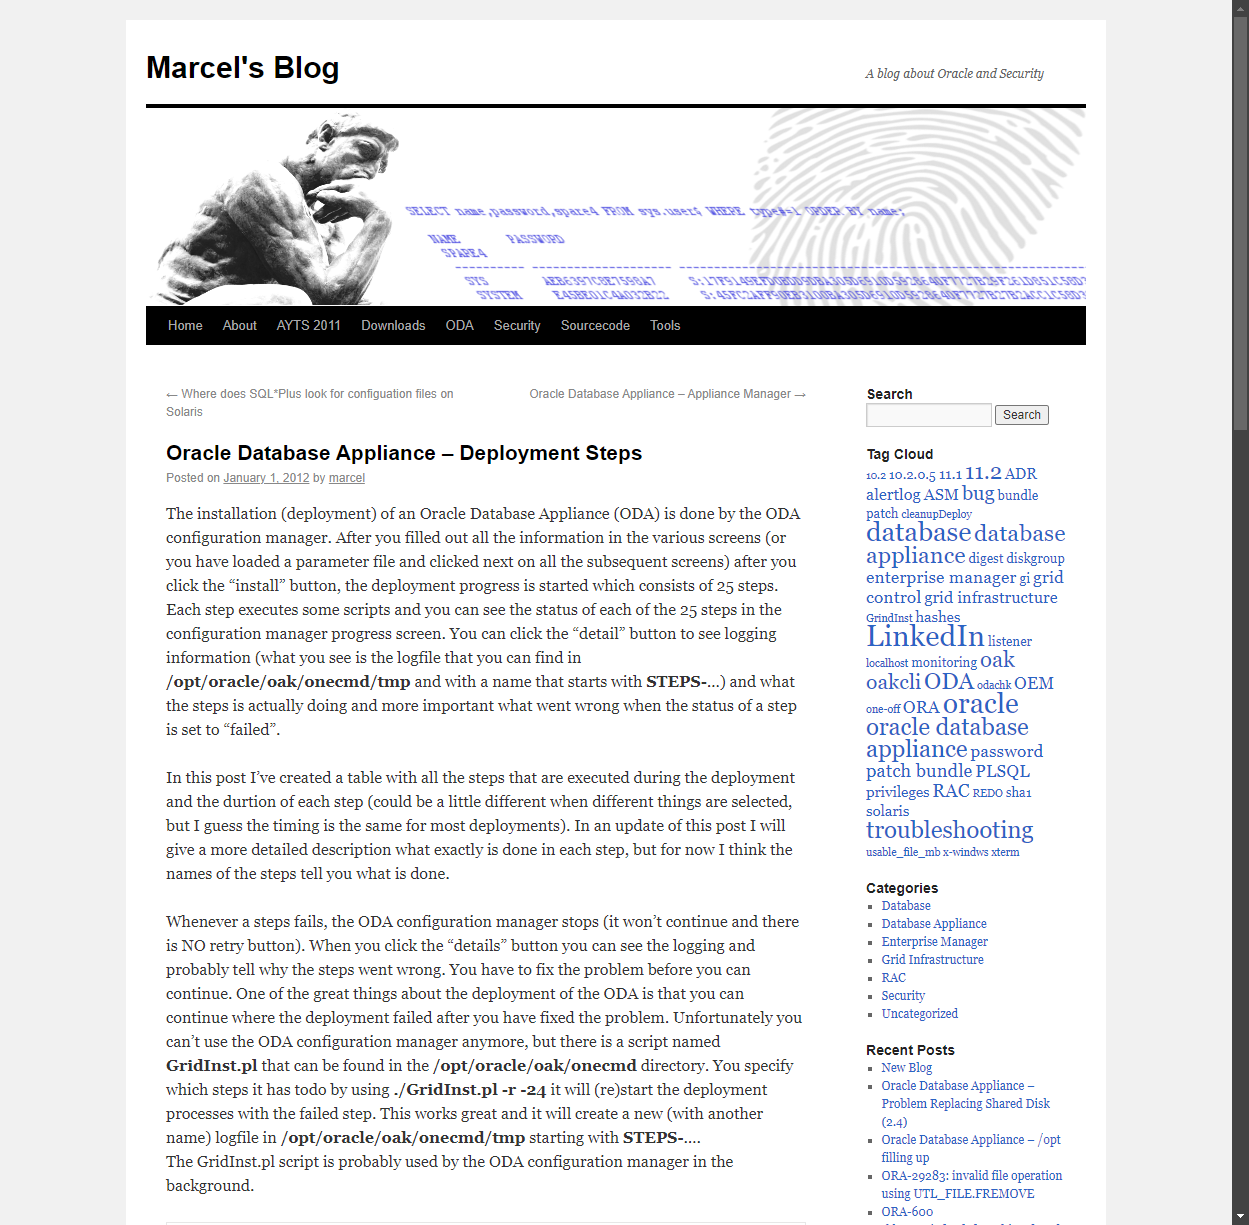 Marcel's Blog
A blog about Oracle and Security
SELECT name,password,spare4 FROM sys.user$ WHERE type#=1 ORDER BY name;
NAME PASSWORD
SPARE4
SYS
SYSTEM
Home About AYTS 2011 Downloads ODA Security Sourcecode Tools
← Where does SQL*Plus look for configuation files on
Solaris
Oracle Database Appliance – Appliance Manager →
Oracle Database Appliance – Deployment Steps
Posted on January 1, 2012 by marcel
The installation (deployment) of an Oracle Database Appliance (ODA) is done by the ODA
configuration manager. After you filled out all the information in the various screens (or
you have loaded a parameter file and clicked next on all the subsequent screens) after you
click the “install” button, the deployment progress is started which consists of 25 steps.
Each step executes some scripts and you can see the status of each of the 25 steps in the
configuration manager progress screen. You can click the “detail” button to see logging
information (what you see is the logfile that you can find in
/opt/oracle/oak/onecmd/tmp and with a name that starts with STEPS-…) and what
the steps is actually doing and more important what went wrong when the status of a step
is set to “failed”.
In this post I’ve created a table with all the steps that are executed during the deployment
and the durtion of each step (could be a little different when different things are selected,
but I guess the timing is the same for most deployments). In an update of this post I will
give a more detailed description what exactly is done in each step, but for now I think the
names of the steps tell you what is done.
Whenever a steps fails, the ODA configuration manager stops (it won’t continue and there
is NO retry button). When you click the “details” button you can see the logging and
probably tell why the steps went wrong. You have to fix the problem before you can
continue. One of the great things about the deployment of the ODA is that you can
continue where the deployment failed after you have fixed the problem. Unfortunately you
can’t use the ODA configuration manager anymore, but there is a script named
GridInst.pl that can be found in the /opt/oracle/oak/onecmd directory. You specify
which steps it has todo by using ./GridInst.pl -r -24 it will (re)start the deployment
processes with the failed step. This works great and it will create a new (with another
name) logfile in /opt/oracle/oak/onecmd/tmp starting with STEPS-….
The GridInst.pl script is probably used by the ODA configuration manager in the
background.
Search
Search
Tag Cloud
10.2 10.2.0.5 11.1 11.2 ADR
alertlog ASM bug bundle
patch cleanupDeploy
database database
appliance digest diskgroup
enterprise manager gi grid
control grid infrastructure
GrindInst hashes
LinkedIn listener
localhost monitoring oak
oakcli ODA odachk OEM
one-off ORA oracle
oracle database
appliance password
patch bundle PLSQL
privileges RAC REDO sha1
solaris
troubleshooting
usable_file_mb x-windws xterm
Categories
Database
Database Appliance
Enterprise Manager
Grid Infrastructure
RAC
Security
Uncategorized
Recent Posts
New Blog
Oracle Database Appliance –
Problem Replacing Shared Disk
(2.4)
Oracle Database Appliance – /opt
filling up
ORA-29283: invalid file operation
using UTL_FILE.FREMOVE
ORA-600